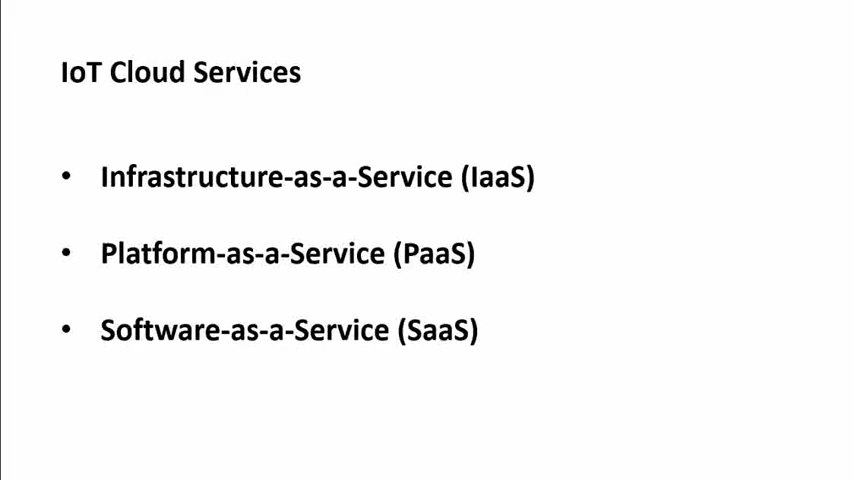 IoT Cloud Services
• Infrastructure-as-a-Service (IaaS)
• Platform-as-a-Service (PaaS)
• Software-as-a-Service (SaaS)